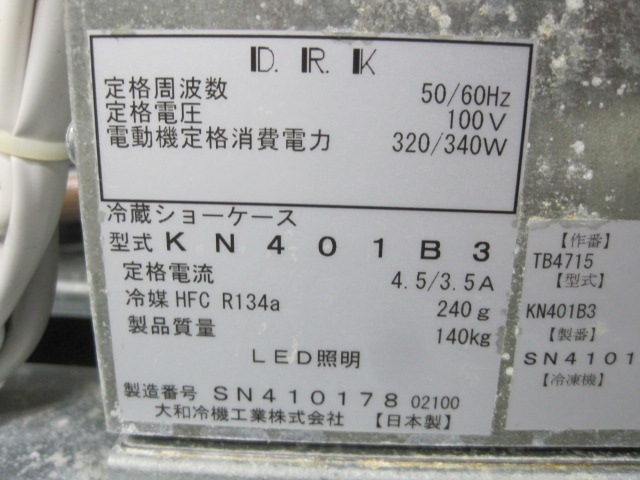 D.R.K
定格周波数 50/60Hz
定格電圧 100V
電動機定格消費電力 320/340W
冷蔵ショーケース
型式 KN401B3
定格電流 4.5/3.5A
冷媒 HFC R134a 240g
製品質量 140kg
LED照明
製造番号 SN410178 02100
大和冷機工業株式会社 【日本製】
【作番】
TB4715
【型式】
KN401B3
【製番】
SN4101
【冷凍機】